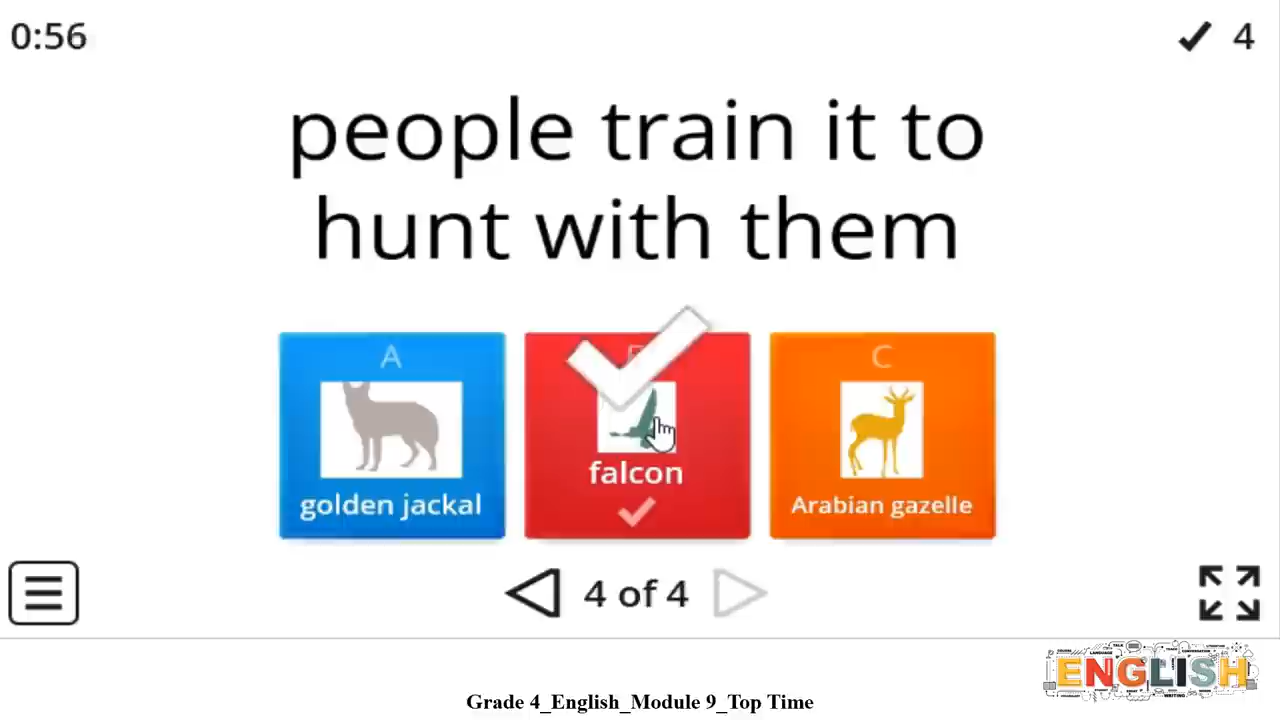 0:56
4
people train it to
hunt with them
A
C
golden jackal
falcon
Arabian gazelle
4 of 4
ENGLISH
Grade 4_English_Module 9_Top Time